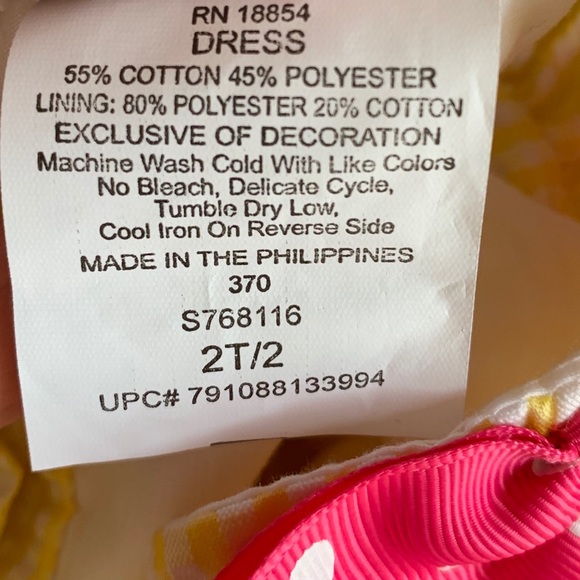 RN 18854
DRESS
55% COTTON 45% POLYESTER
LINING: 80% POLYESTER 20% COTTON
EXCLUSIVE OF DECORATION
Machine Wash Cold With Like Colors
No Bleach, Delicate Cycle,
Tumble Dry Low,
Cool Iron On Reverse Side
MADE IN THE PHILIPPINES
370
S768116
2T/2
UPC# 791088133994